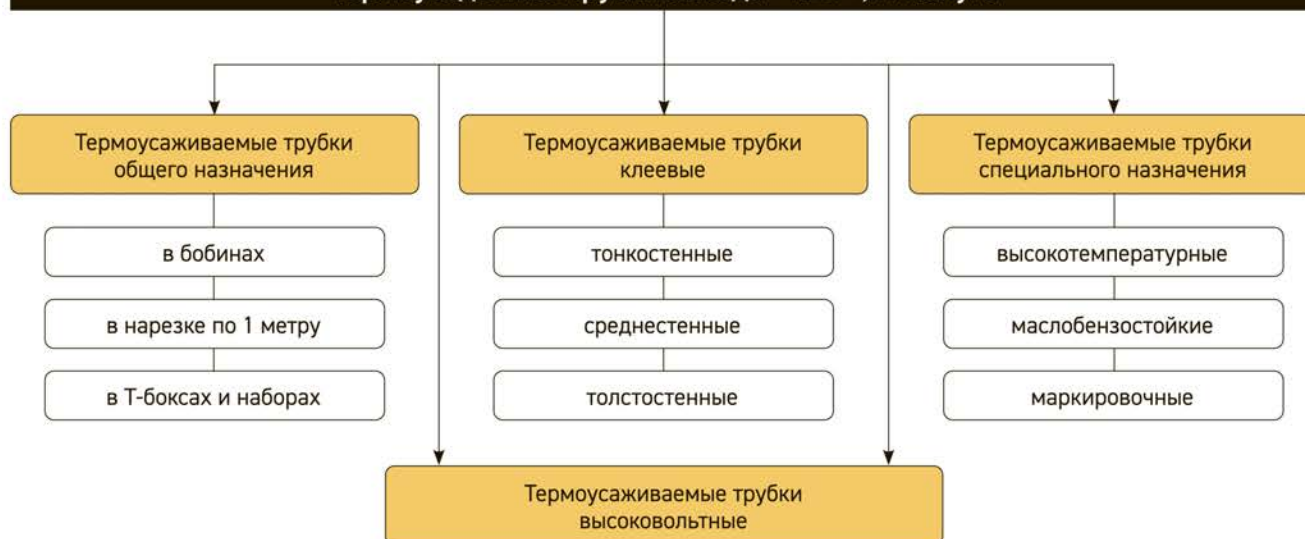 Термоусаживаемые трубки
общего назначения
в бобинах
в нарезке по 1 метру
в Т-боксах и наборах
Термоусаживаемые трубки
клеевые
тонкостенные
среднестенные
толстостенные
Термоусаживаемые трубки
специального назначения
высокотемпературные
маслобензостойкие
маркировочные
Термоусаживаемые трубки
высоковольтные